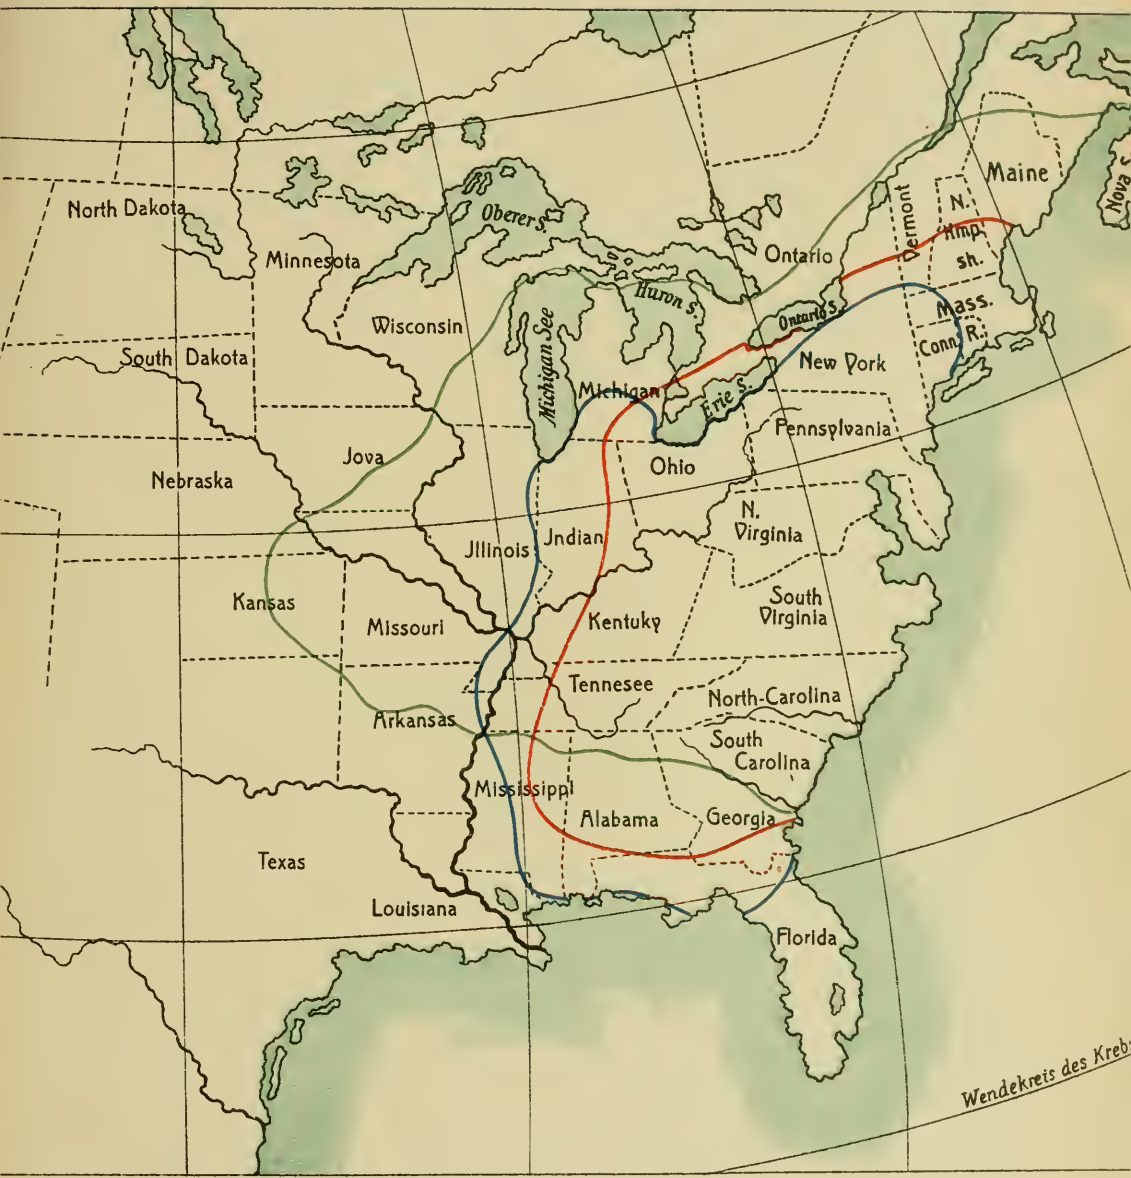 Maine
Nova S
North Dakota
Oberer S.
Vermont
N.
Hmp.
sh.
Minnesota
Ontario
Huron S.
Wisconsin
Michigan See
Ontario S.
Mass.
Conn.
R.
South Dakota
New York
Michigan
Erie S.
Pennsylvania
Jova
Ohio
Nebraska
N.
Virginia
Jllinois
Jndian
Kansas
Missouri
Kentuky
South
Virginia
Tennesee
North-Carolina
Arkansas
South
Carolina
Mississippi
Alabama
Georgia
Texas
Louisiana
Florida
Wendekreis des Krebs